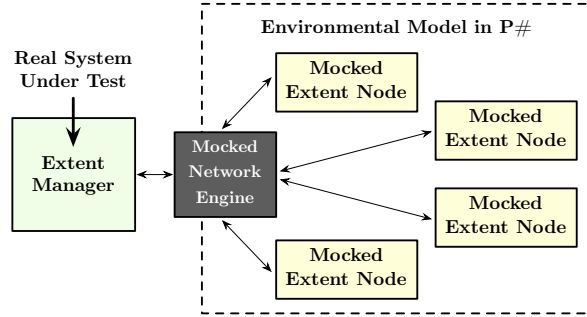 Environmental Model in P#
Real System
Under Test
Mocked
Extent Node
Mocked
Extent Node
Extent
Manager
Mocked
Network
Engine
Mocked
Extent Node
Mocked
Extent Node